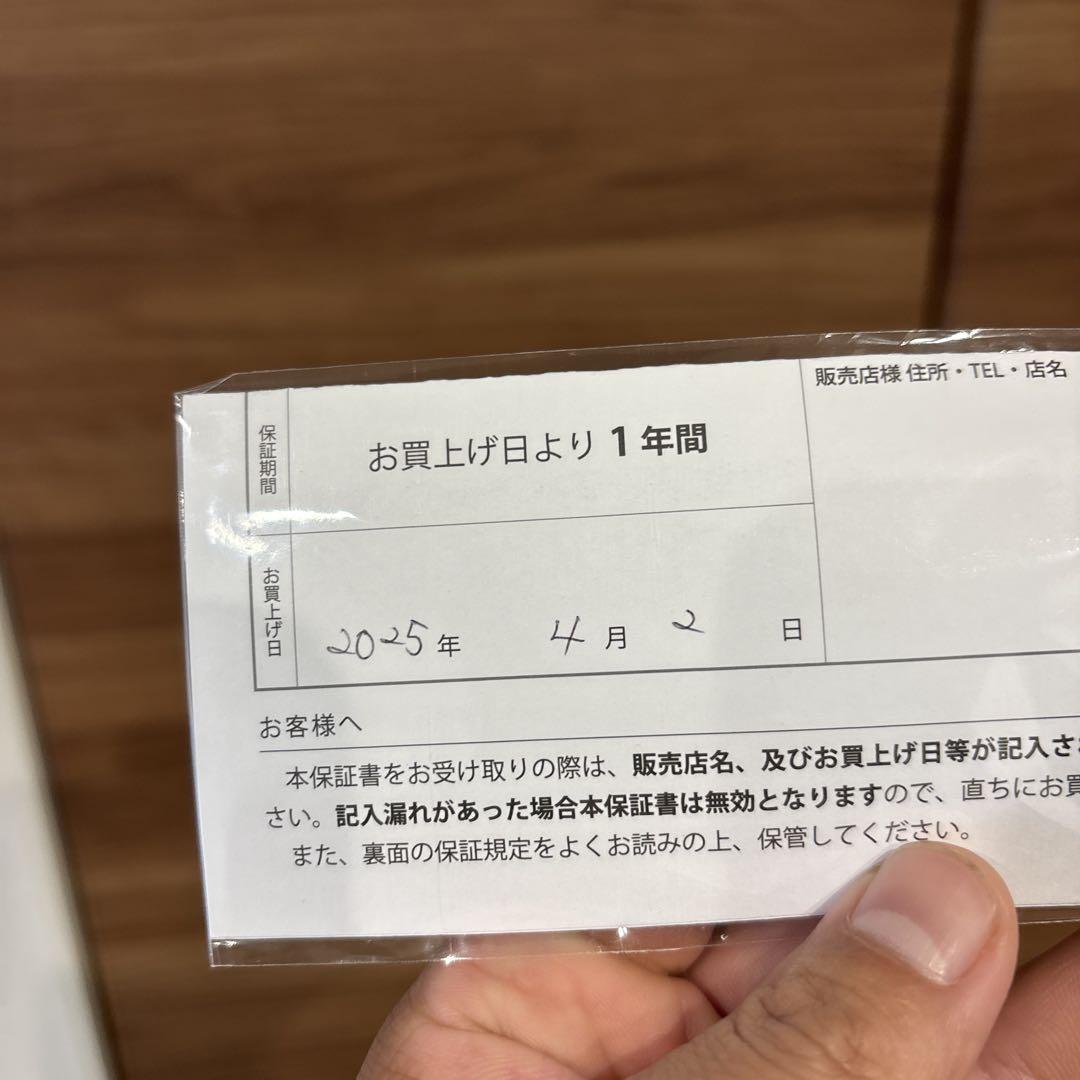 保証期間
お買上げ日より1年間
販売店様 住所・TEL・店名
お買上げ日
2025年 4月 2日
お客様へ
本保証書をお受け取りの際は、販売店名、及びお買上げ日等が記入さ
さい。記入漏れがあった場合本保証書は無効となりますので、直ちにお買
また、裏面の保証規定をよくお読みの上、保管してください。